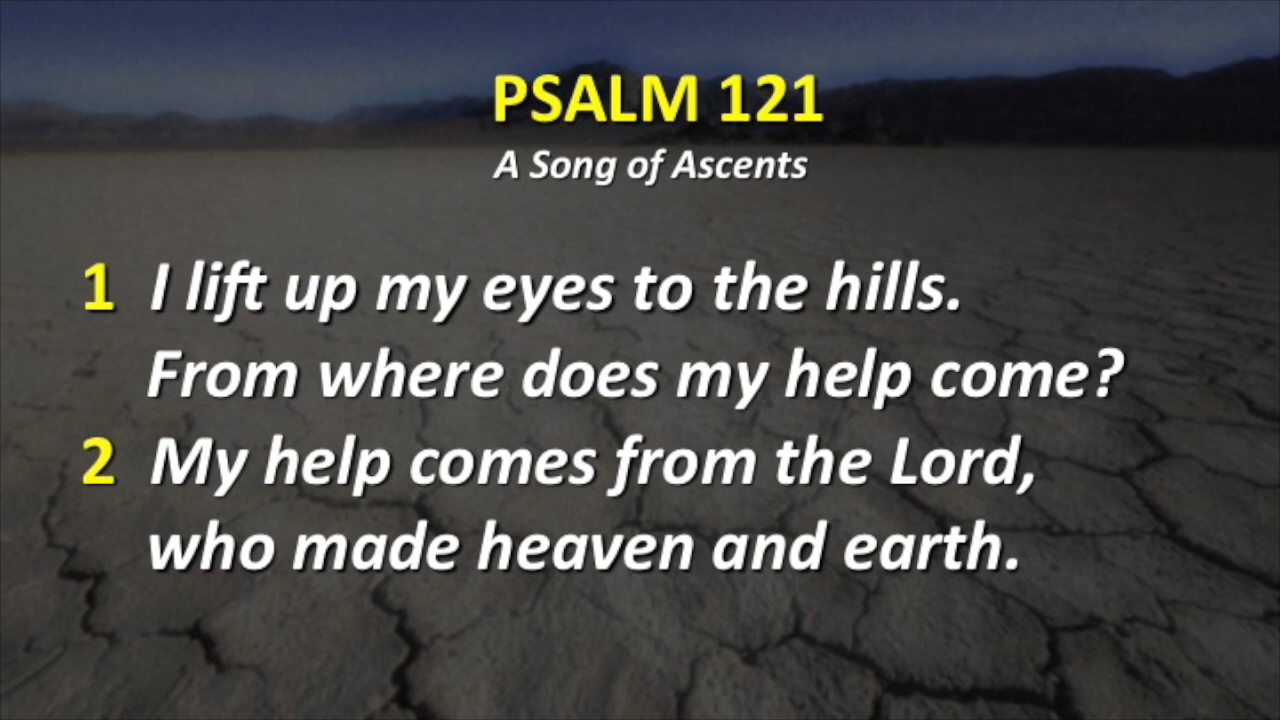 PSALM 121
A Song of Ascents
1 I lift up my eyes to the hills.
From where does my help come?
2 My help comes from the Lord,
who made heaven and earth.